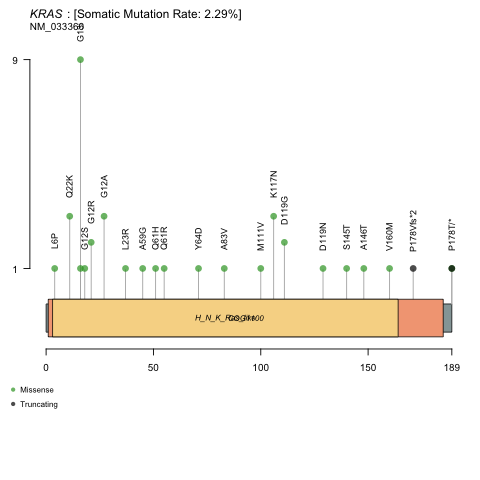 KRAS : [Somatic Mutation Rate: 2.29%]
NM_033360
9
1
L6P
Q22K
G12S
G12R
G12A
L23R
A59G
Q61H
Q61R
Y64D
A83V
M111V
K117N
D119G
D119N
S145T
A146T
V160M
P178Vfs*2
P178T/*
0
50
100
150
189
Missense
Truncating